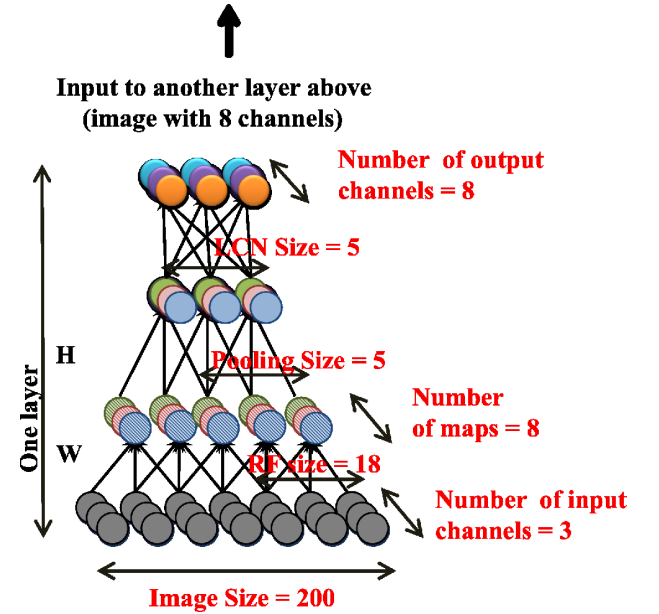 Input to another layer above
(image with 8 channels)
Number of output
channels = 8
LCN Size = 5
One layer
H
Pooling Size = 5
Number
of maps = 8
W
RF size = 18
Number of input
channels = 3
Image Size = 200